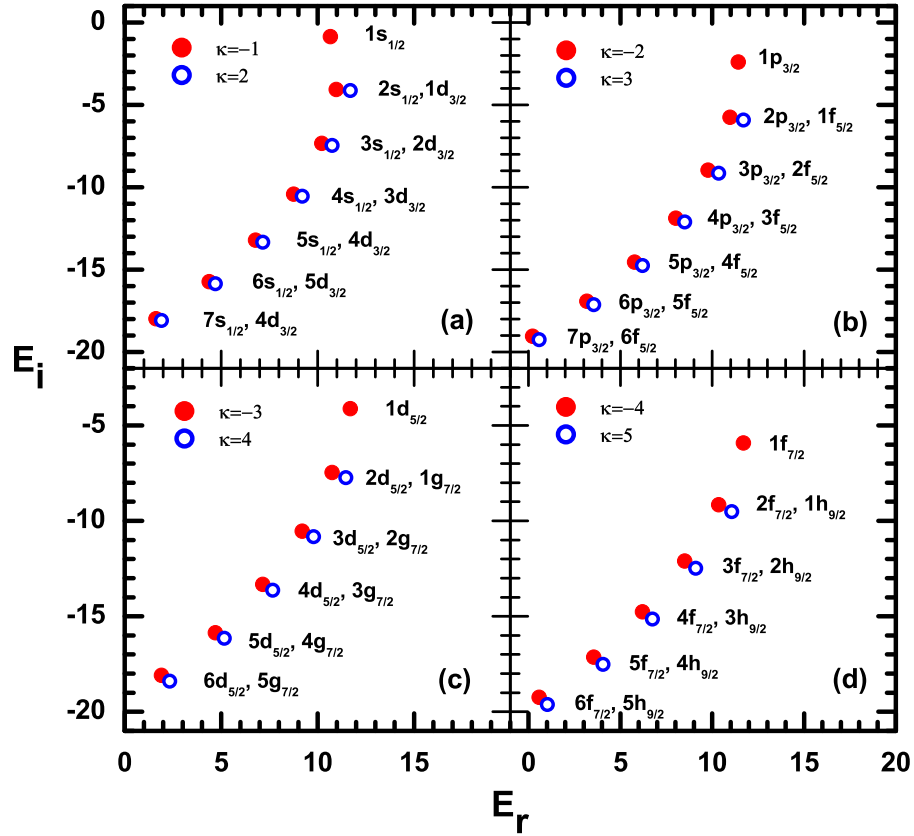 0
-5
-10
-15
-20
κ=−1
κ=2
1s1/2
2s1/2,1d3/2
3s1/2, 2d3/2
4s1/2, 3d3/2
5s1/2, 4d3/2
6s1/2, 5d3/2
7s1/2, 4d3/2
(a)
κ=−2
κ=3
1p3/2
2p3/2, 1f5/2
3p3/2, 2f5/2
4p3/2, 3f5/2
5p3/2, 4f5/2
6p3/2, 5f5/2
7p3/2, 6f5/2
(b)
Ei
-5
-10
-15
-20
κ=−3
κ=4
1d5/2
2d5/2, 1g7/2
3d5/2, 2g7/2
4d5/2, 3g7/2
5d5/2, 4g7/2
6d5/2, 5g7/2
(c)
κ=−4
κ=5
1f7/2
2f7/2, 1h9/2
3f7/2, 2h9/2
4f7/2, 3h9/2
5f7/2, 4h9/2
6f7/2, 5h9/2
(d)
0 5 10 15 0 5 10 15 20
Er